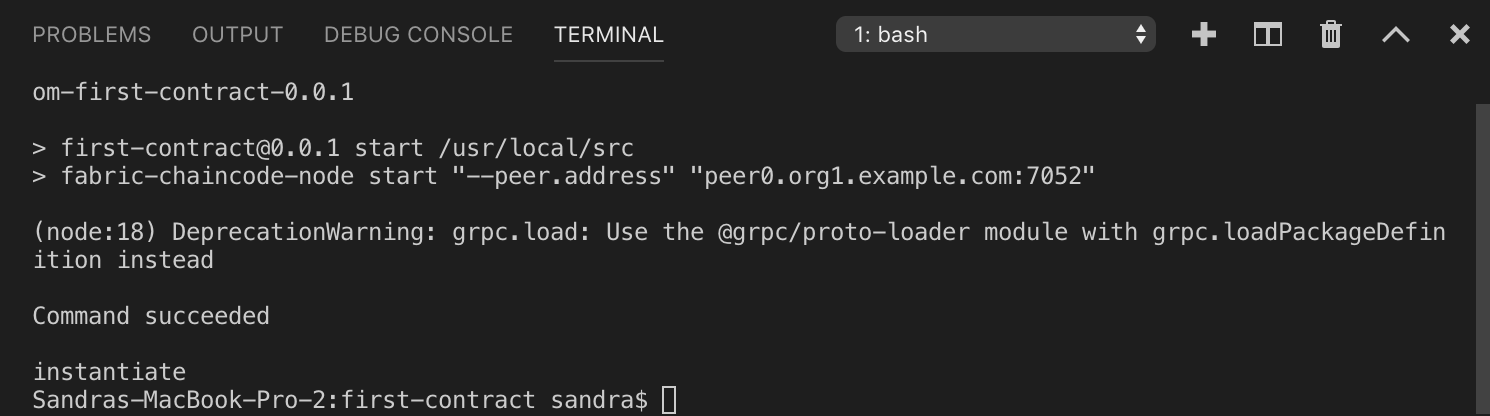 PROBLEMS OUTPUT DEBUG CONSOLE TERMINAL 1: bash
om-first-contract-0.0.1
> first-contract@0.0.1 start /usr/local/src
> fabric-chaincode-node start "--peer.address" "peer0.org1.example.com:7052"
(node:18) DeprecationWarning: grpc.load: Use the @grpc/proto-loader module with grpc.loadPackageDefin
ition instead
Command succeeded
instantiate
Sandras-MacBook-Pro-2:first-contract sandra$